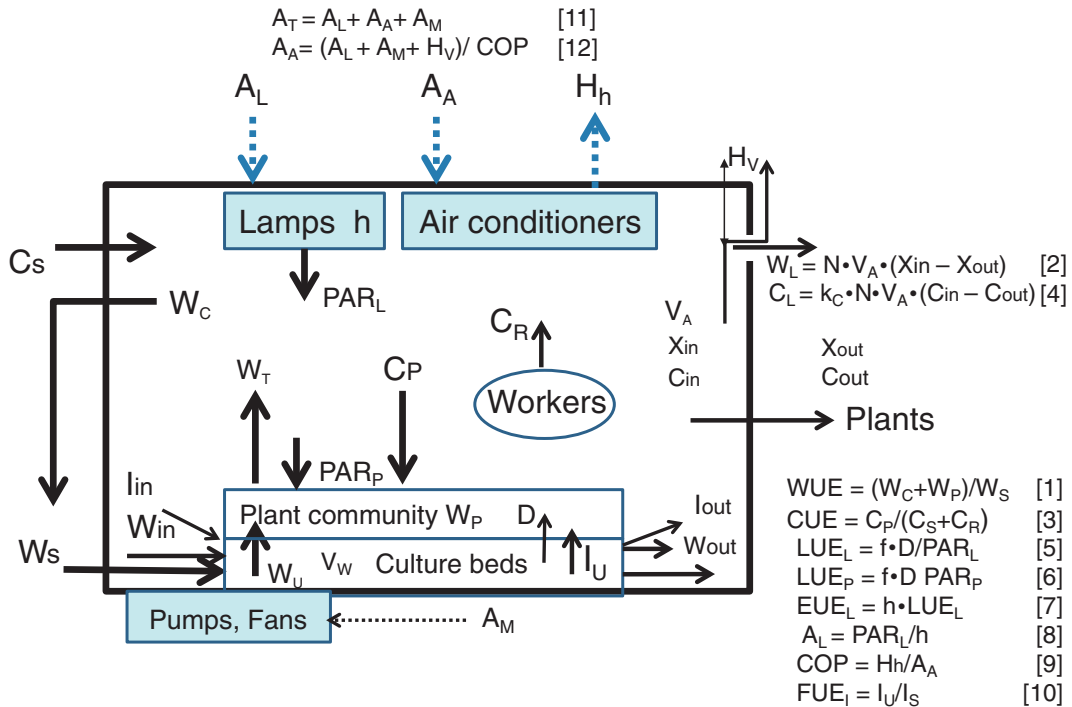 A_T = A_L + A_A + A_M [11]
A_A = (A_L + A_M + H_V)/ COP [12]
A_L A_A H_h
H_V
Lamps h Air conditioners
Cs
W_L = N•V_A•(Xin – Xout) [2]
C_L = k_C•N•V_A•(Cin – Cout) [4]
W_C PAR_L
V_A
C_R
Xin Xout
Cin Cout
W_T CP
Workers
Plants
PAR_P
Iin
WUE = (W_C+W_P)/W_S [1]
Plant community W_P D Iout
Win
CUE = C_P/(C_S+C_R) [3]
Ws
Wout
LUE_L = f•D/PAR_L [5]
W_U V_W Culture beds I_U
LUE_P = f•D PAR_P [6]
EUE_L = h•LUE_L [7]
Pumps, Fans A_M
A_L = PAR_L/h [8]
COP = Hh/A_A [9]
FUE_I = I_U/I_S [10]